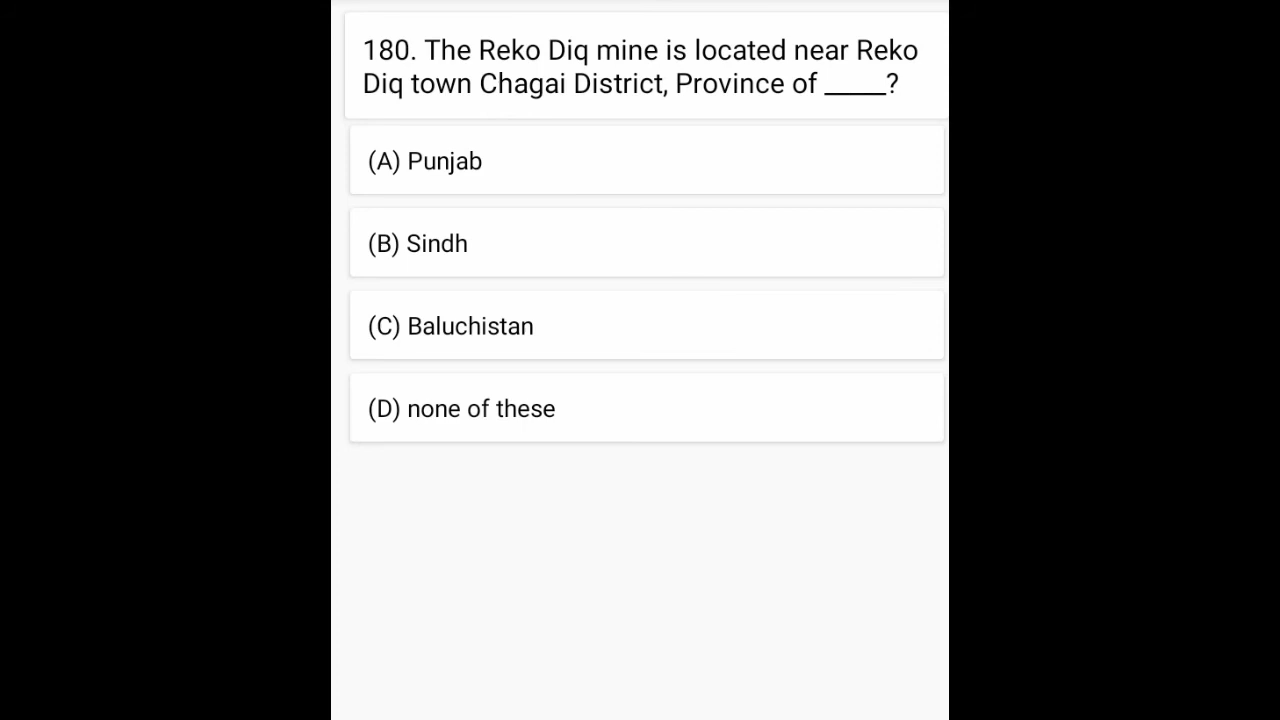 180. The Reko Diq mine is located near Reko
Diq town Chagai District, Province of _____?
(A) Punjab
(B) Sindh
(C) Baluchistan
(D) none of these